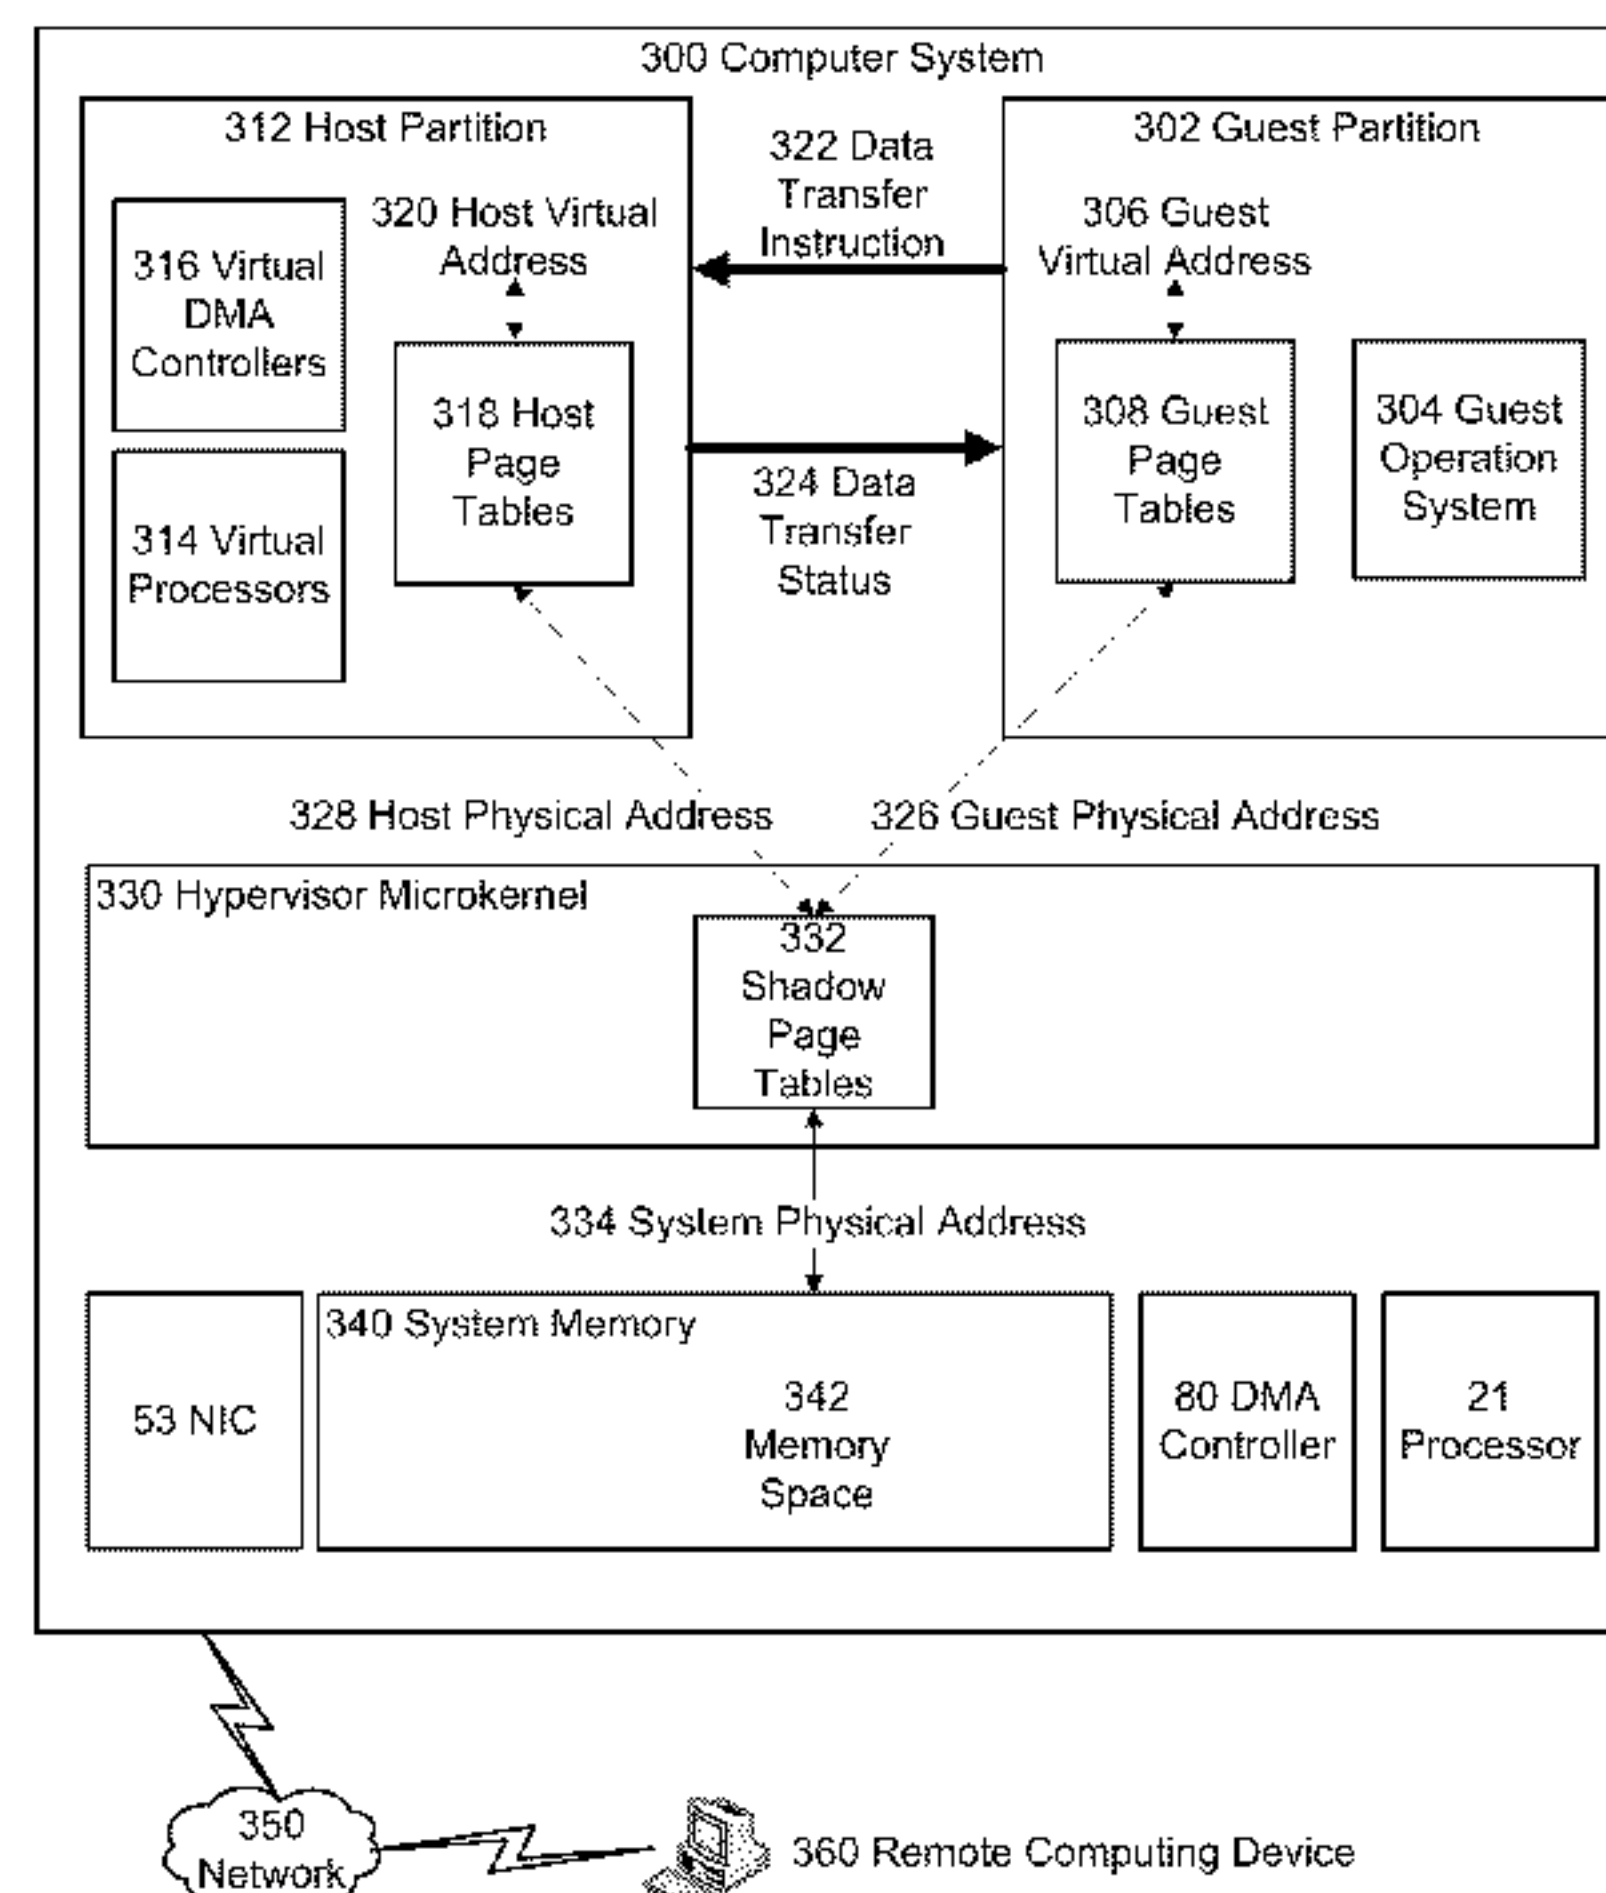 300 Computer System
312 Host Partition
302 Guest Partition
322 Data
Transfer
Instruction
320 Host Virtual
Address
306 Guest
Virtual Address
316 Virtual
DMA
Controllers
318 Host
Page
Tables
308 Guest
Page
Tables
304 Guest
Operation
System
324 Data
Transfer
Status
314 Virtual
Processors
328 Host Physical Address
326 Guest Physical Address
330 Hypervisor Microkernel
332
Shadow
Page
Tables
334 System Physical Address
53 NIC
340 System Memory
342
Memory
Space
80 DMA
Controller
21
Processor
350
Network
360 Remote Computing Device